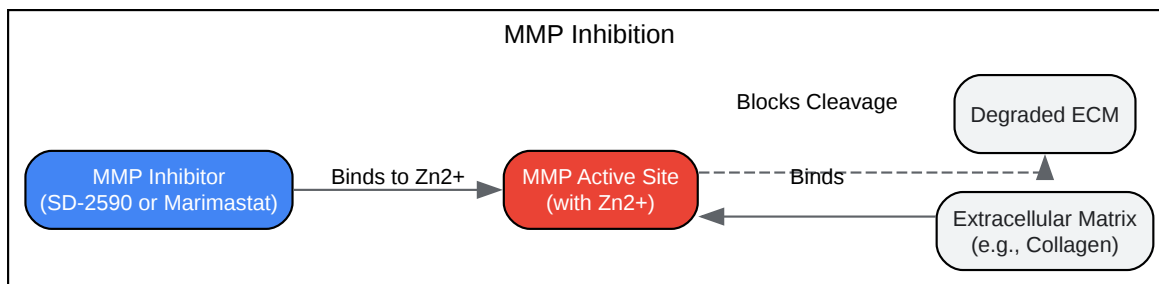 MMP Inhibition
Blocks Cleavage
Degraded ECM
MMP Inhibitor
(SD-2590 or Marimastat)
Binds to Zn2+
MMP Active Site
(with Zn2+)
Binds
Extracellular Matrix
(e.g., Collagen)